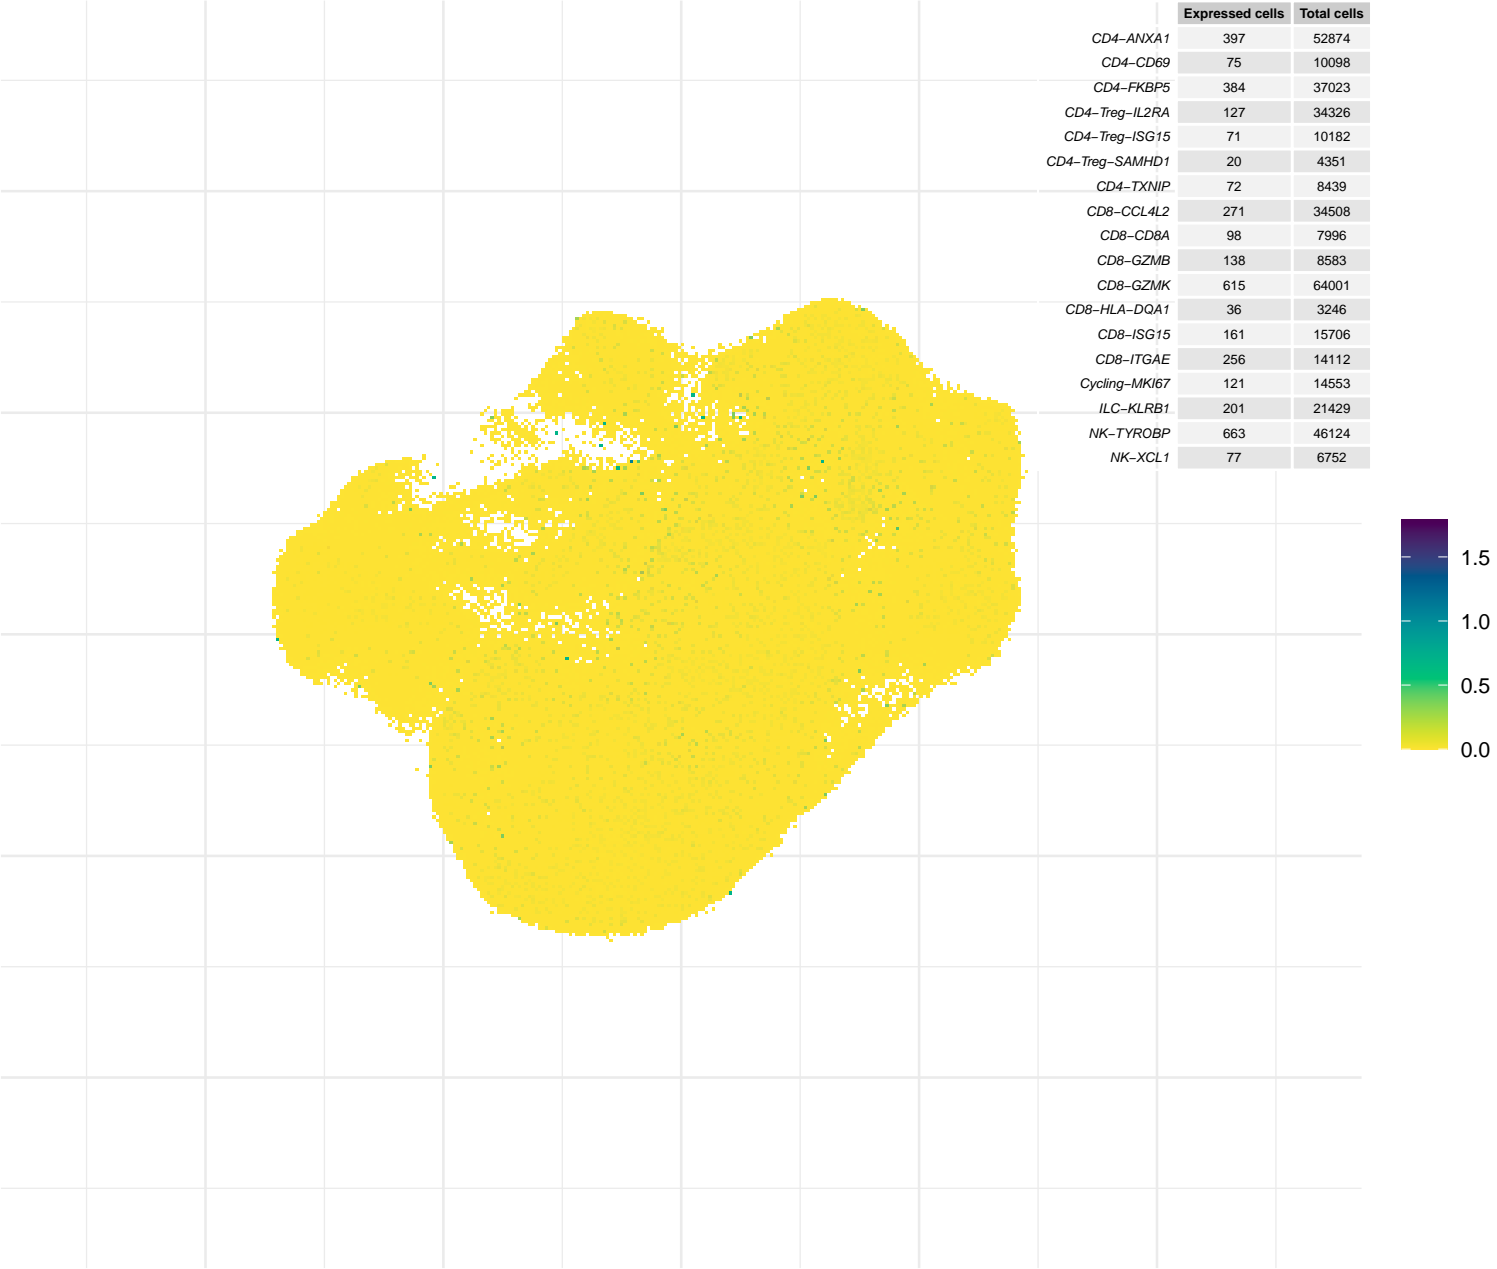 Expressed cells Total cells
CD4−ANXA1 397 52874
CD4−CD69 75 10098
CD4−FKBP5 384 37023
CD4−Treg−IL2RA 127 34326
CD4−Treg−ISG15 71 10182
CD4−Treg−SAMHD1 20 4351
CD4−TXNIP 72 8439
CD8−CCL4L2 271 34508
CD8−CD8A 98 7996
CD8−GZMB 138 8583
CD8−GZMK 615 64001
CD8−HLA−DQA1 36 3246
CD8−ISG15 161 15706
CD8−ITGAE 256 14112
Cycling−MKI67 121 14553
ILC−KLRB1 201 21429
NK−TYROBP 663 46124
NK−XCL1 77 6752
1.5
1.0
0.5
0.0